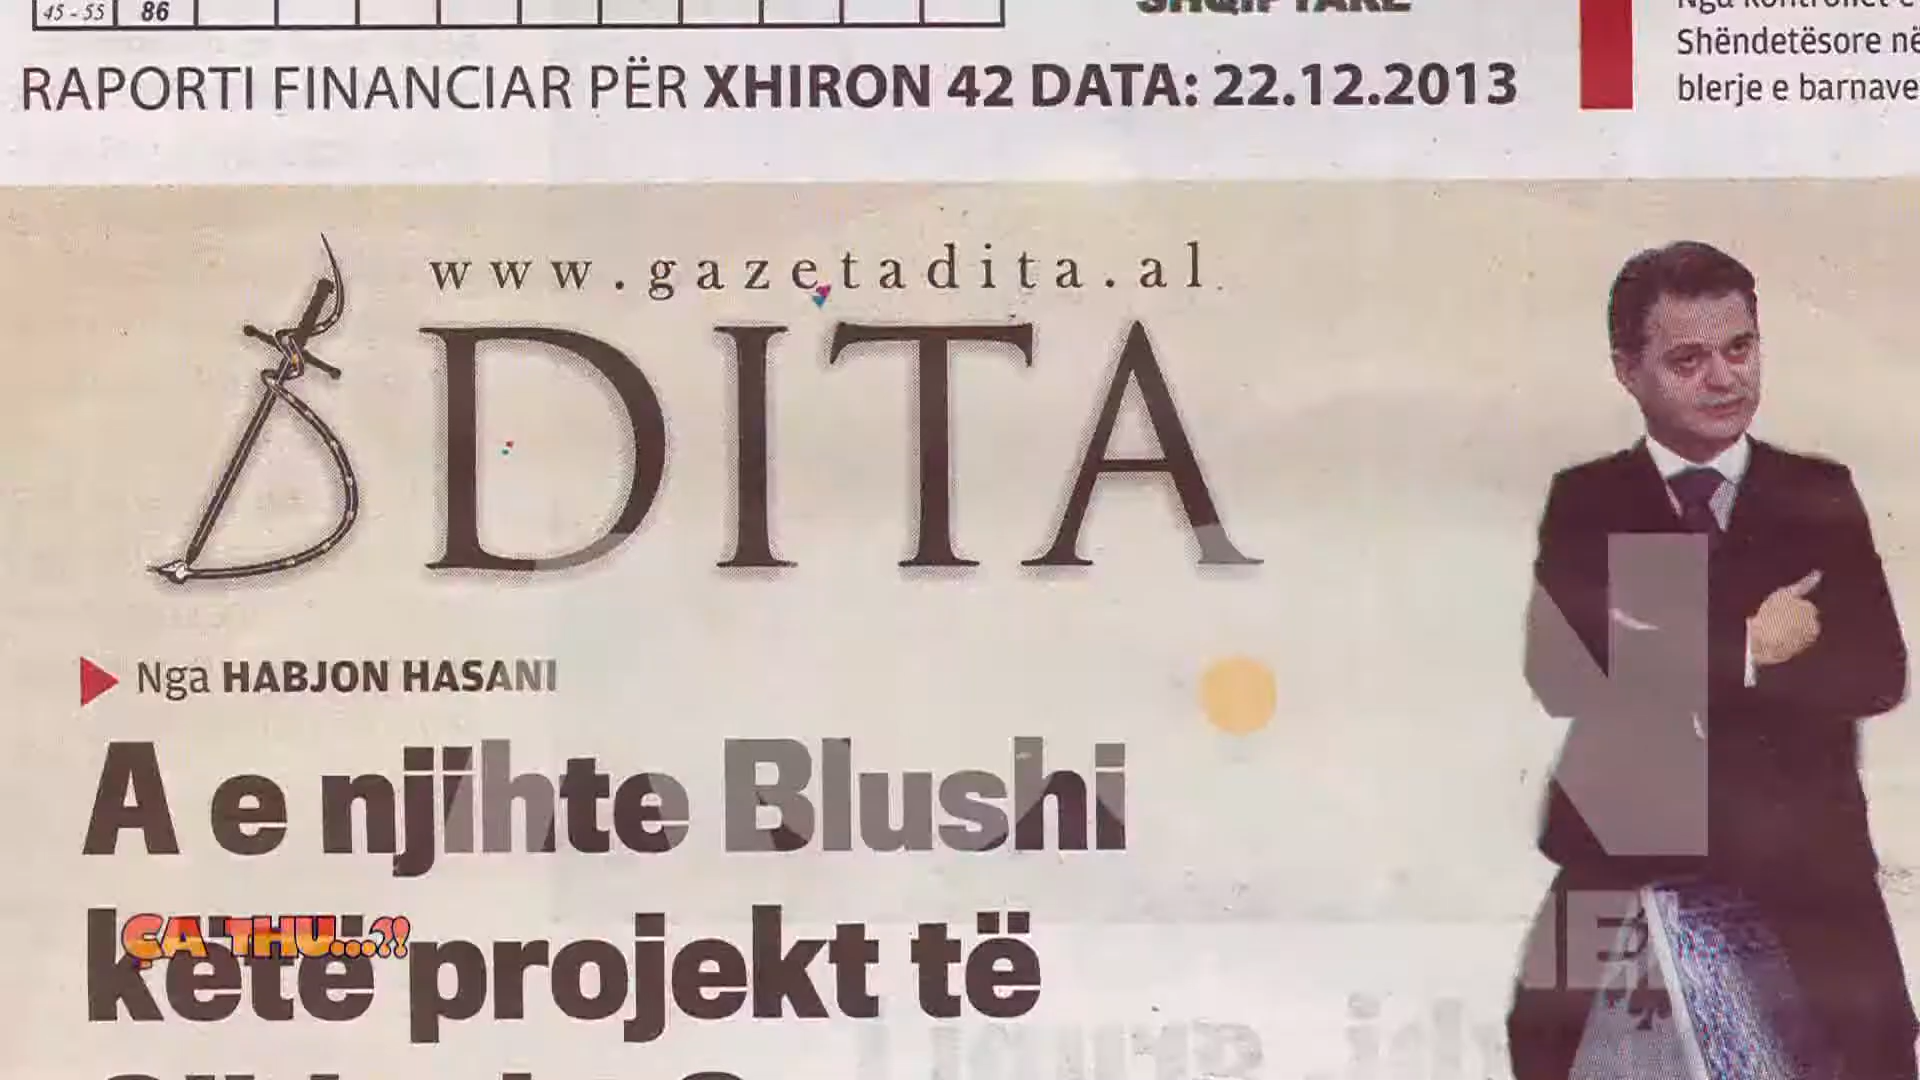 45 - 55 86
SHQIPTARE
Shëndetësore në
blerje e barnave
RAPORTI FINANCIAR PËR XHIRON 42 DATA: 22.12.2013
www.gazetadita.al
DITA
Nga HABJON HASANI
A e njihte Blushi
këtë projekt të
ÇA THU...?!